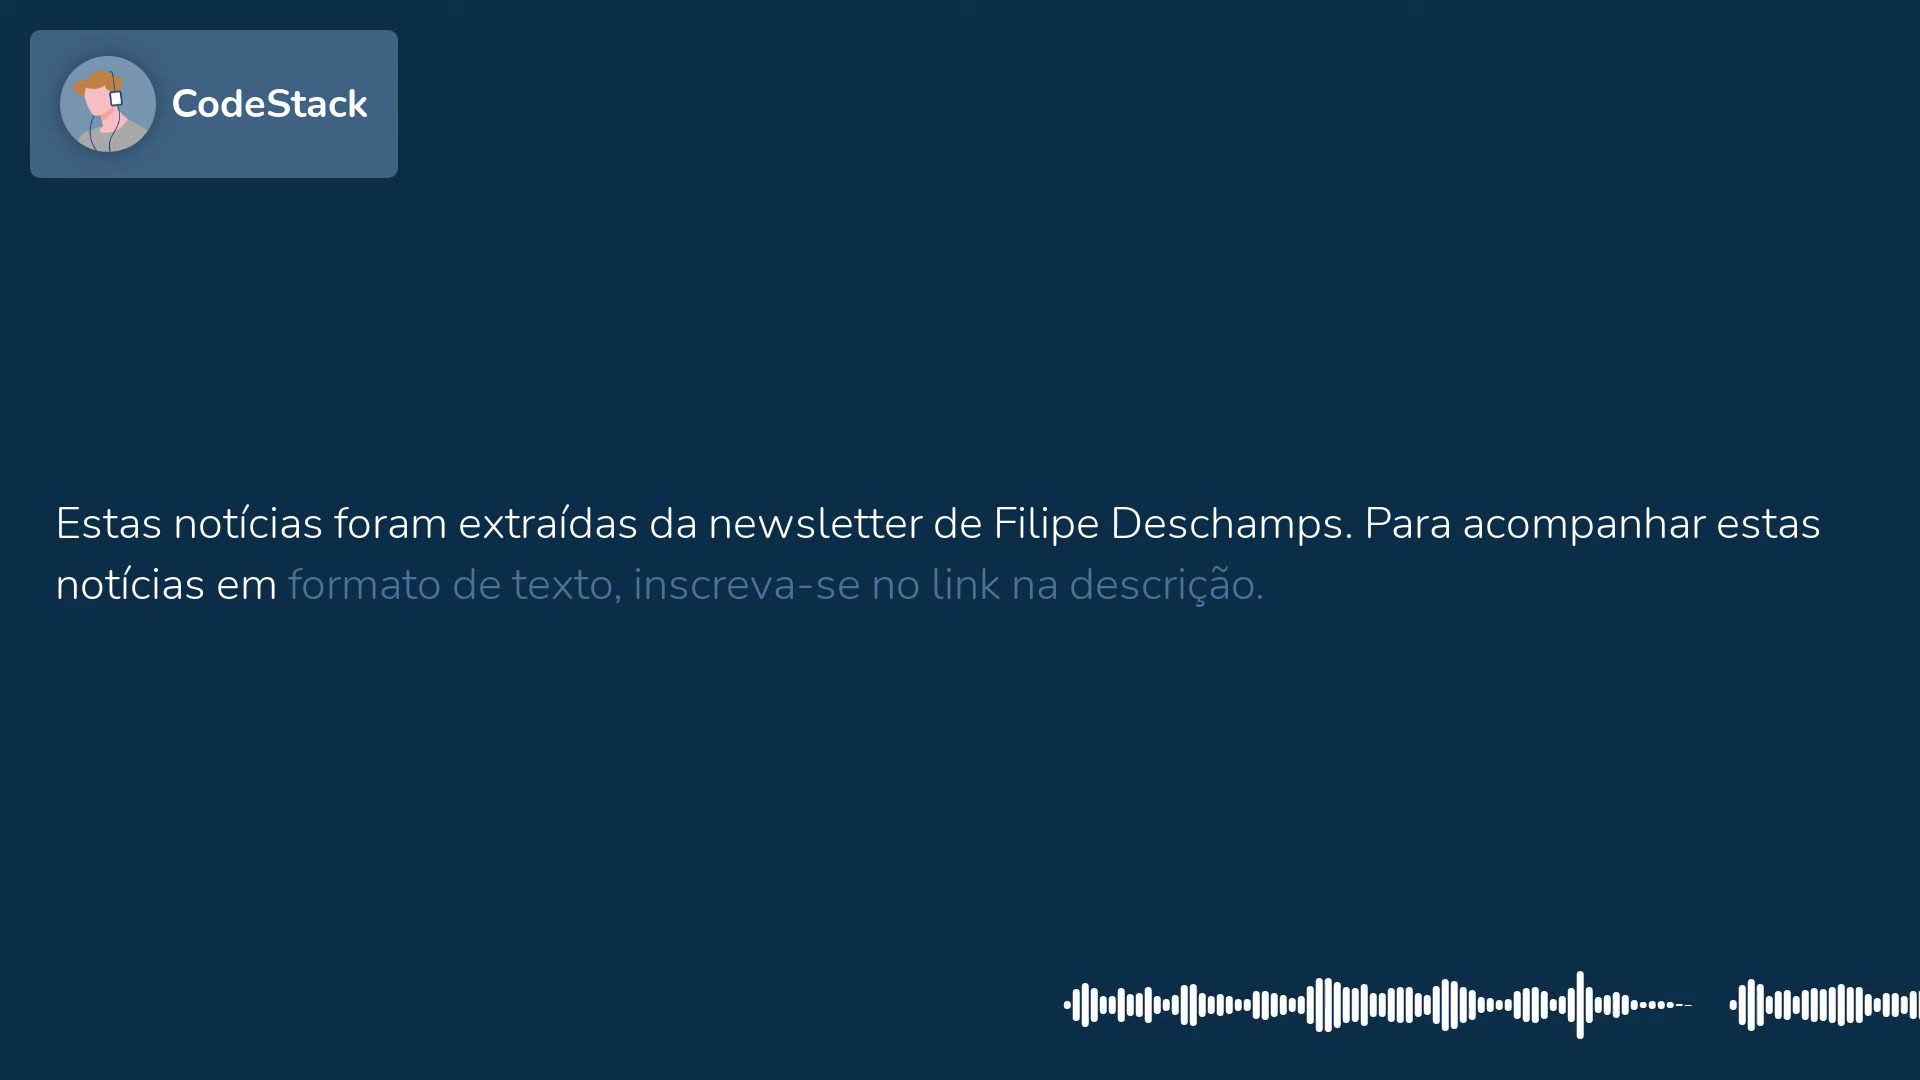 CodeStack
Estas notícias foram extraídas da newsletter de Filipe Deschamps. Para acompanhar estas
notícias em formato de texto, inscreva-se no link na descrição.